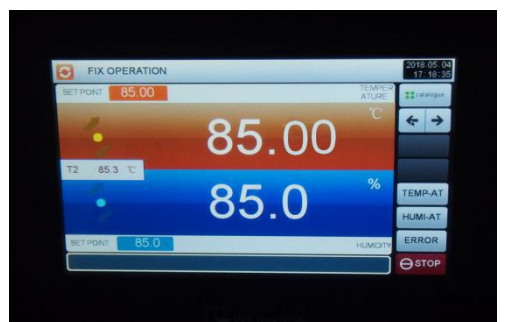 FIX OPERATION
2018.05.04
17:18:35
SET POINT 85.00
TEMPER
ATURE
catalogue
85.00 ℃
T2 85.3 ℃
85.0 %
TEMP-AT
HUMI-AT
SET POINT 85.0
HUMIDITY
ERROR
STOP